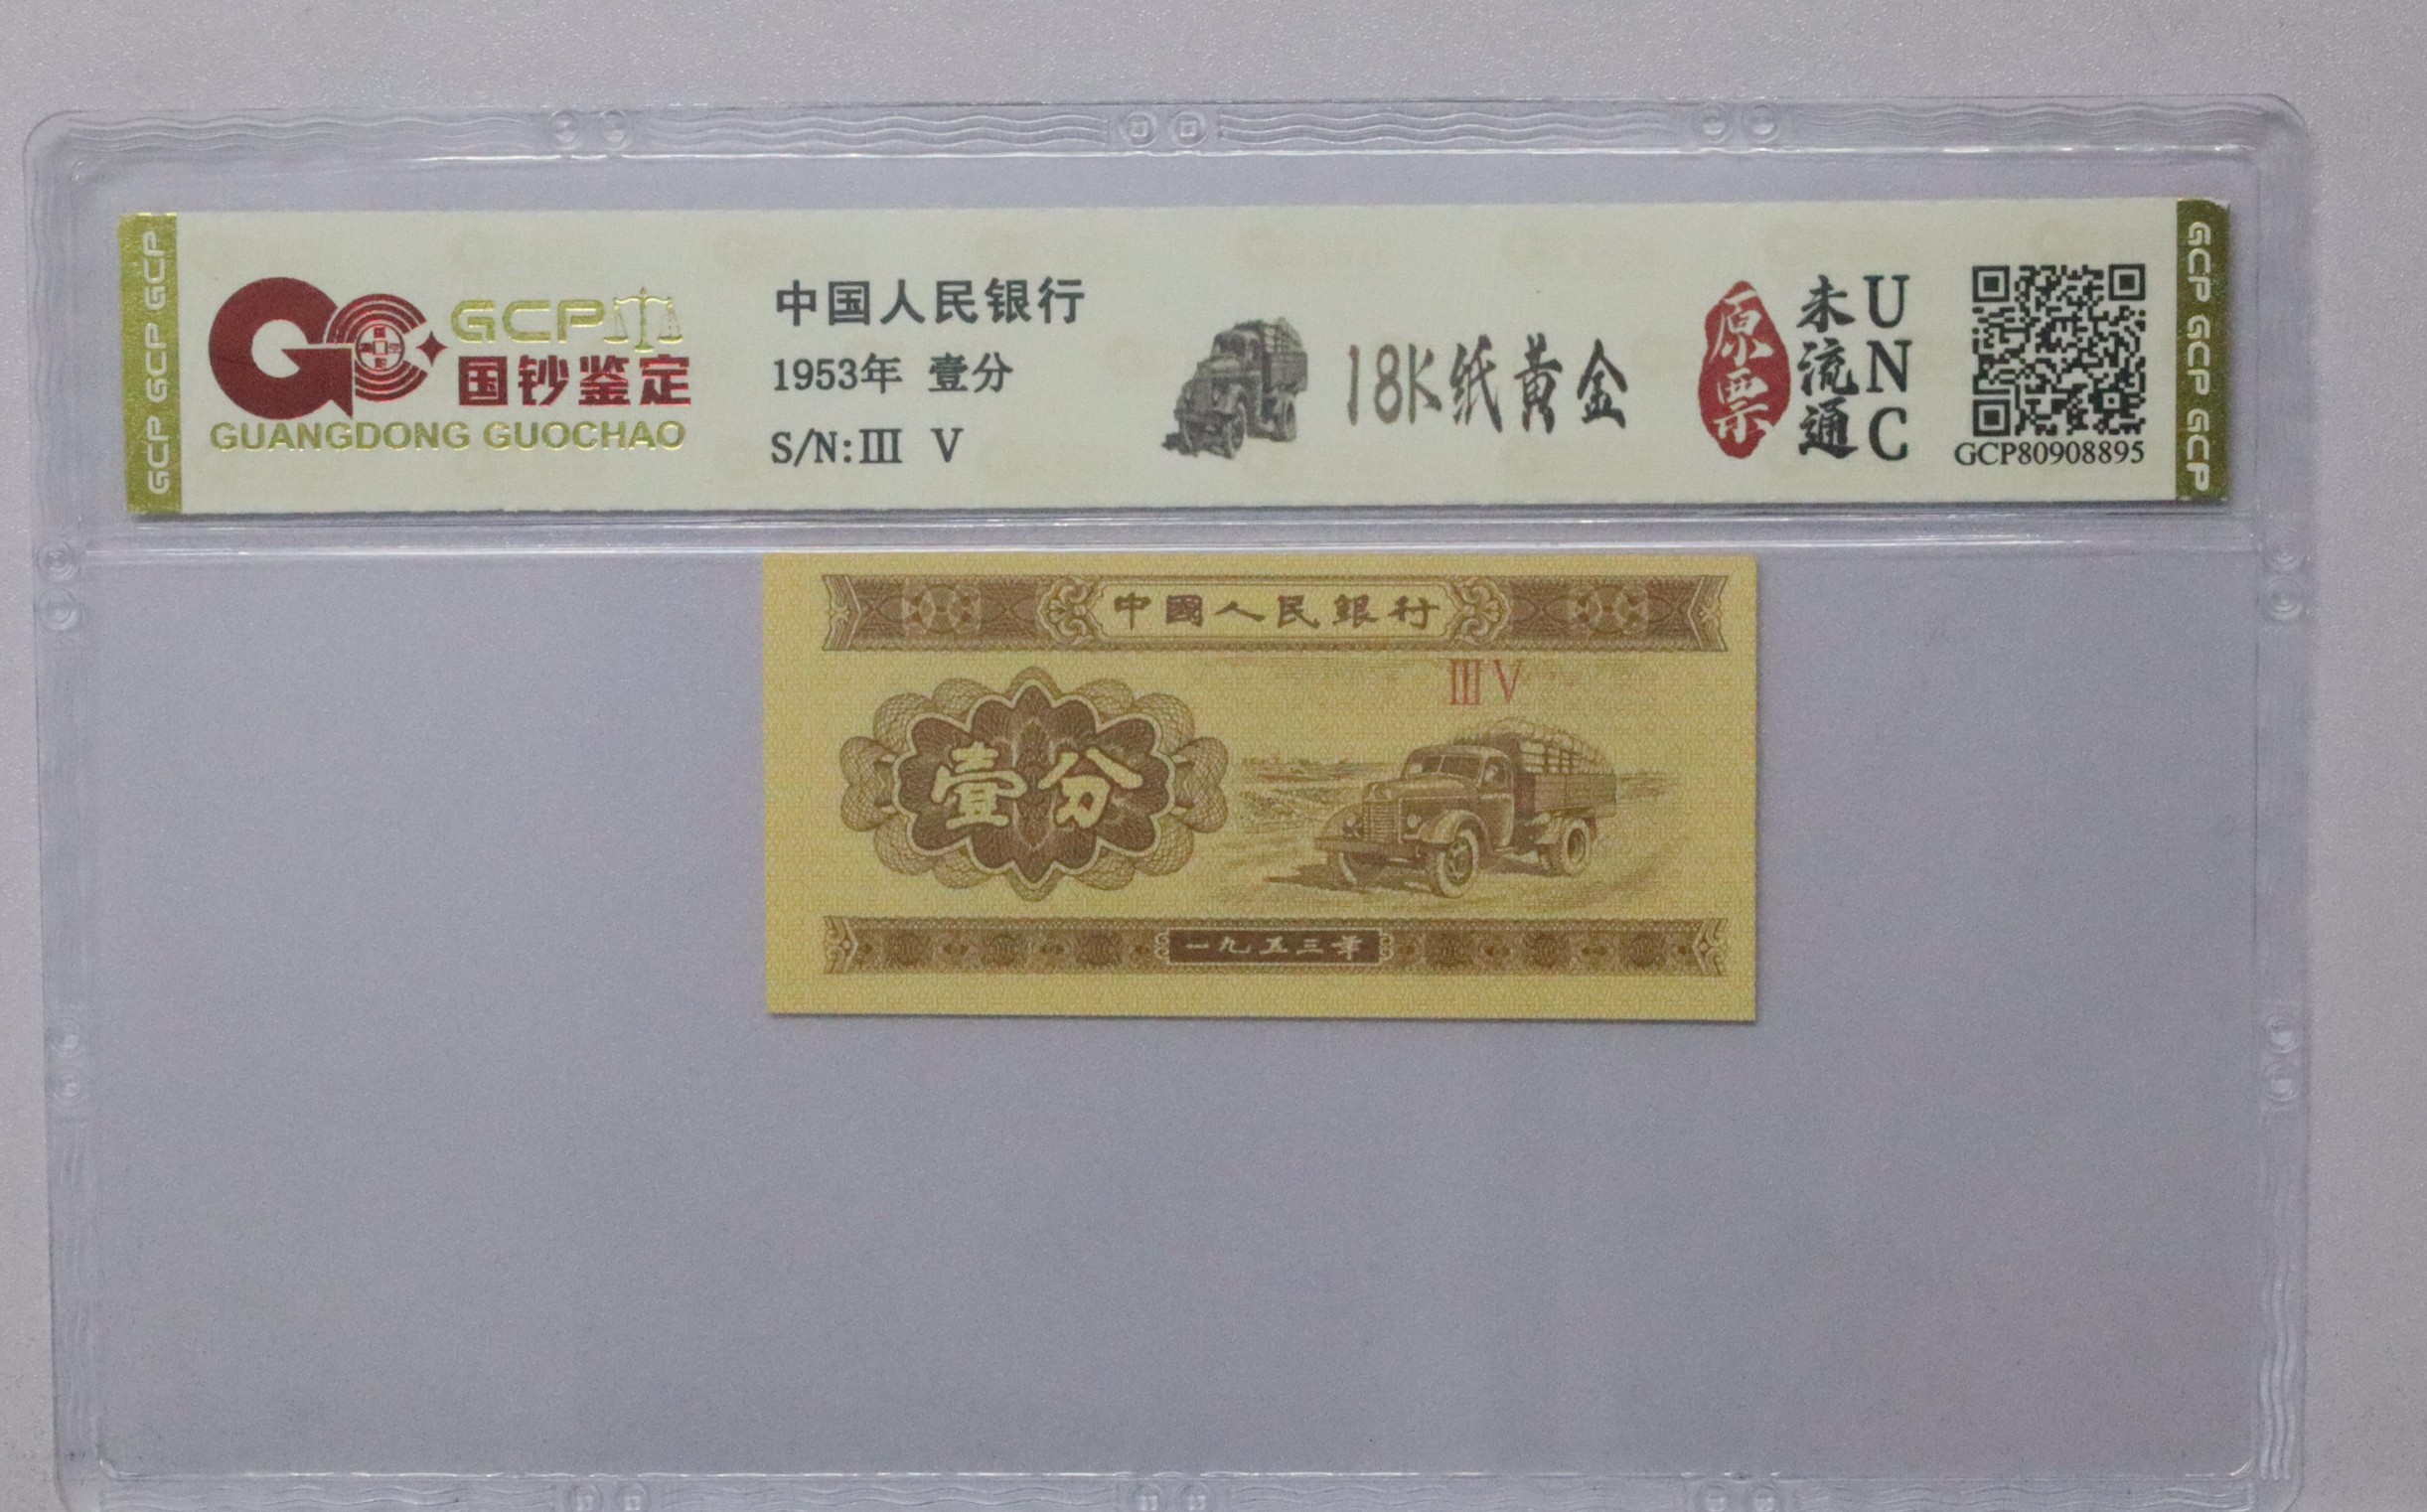 GCP GCP GCP
GCP
国钞鉴定
GUANGDONG GUOCHAO
中国人民银行
1953年 壹分
S/N:Ⅲ Ⅴ
18K纸黄金
原票
未流通
UNC
GCP80908895
GCP GCP GCP
中國人民銀行
ⅢⅤ
壹分
一九五三年